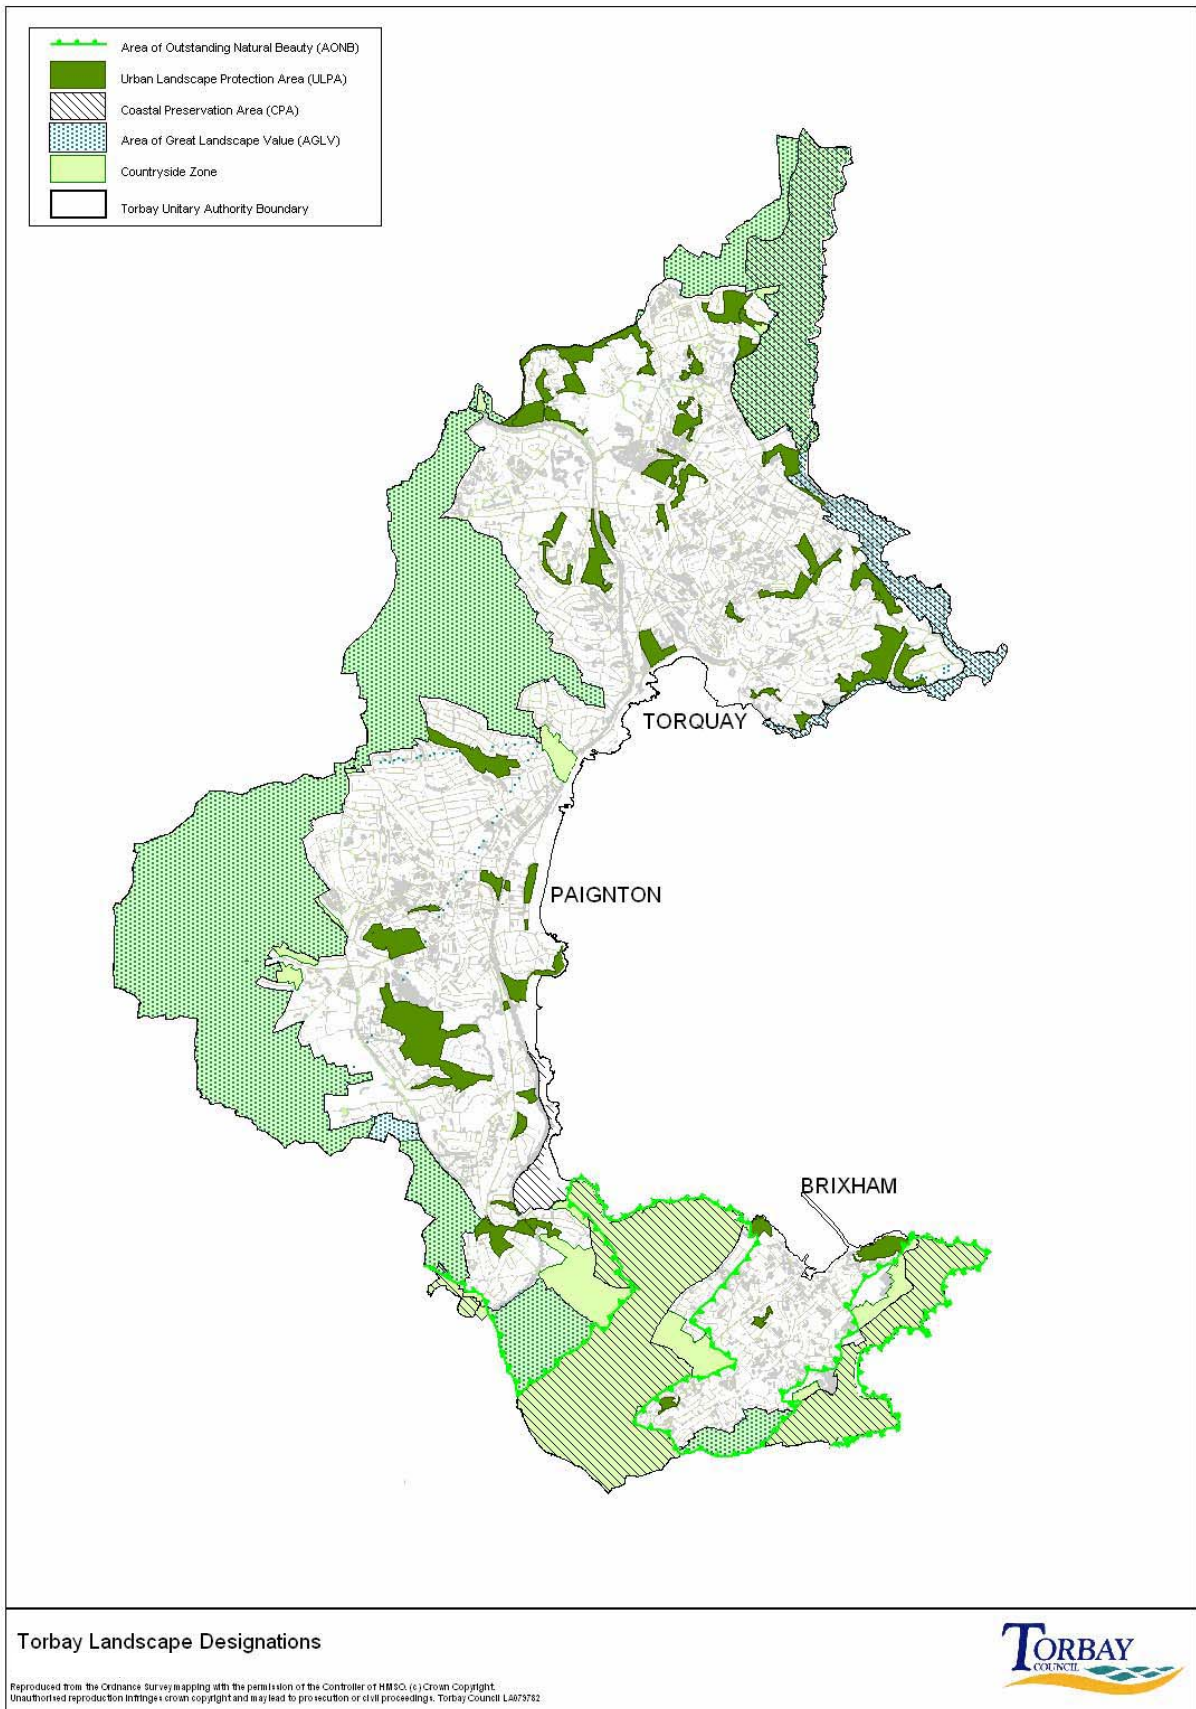 Area of Outstanding Natural Beauty (AONB)
Urban Landscape Protection Area (ULPA)
Coastal Preservation Area (CPA)
Area of Great Landscape Value (AGLV)
Countryside Zone
Torbay Unitary Authority Boundary
TORQUAY
PAIGNTON
BRIXHAM
Torbay Landscape Designations
TORBAY
COUNCIL
Reproduced from the Ordnance Survey mapping with the permission of the Controller of HMSO. (c) Crown Copyright.
Unauthorised reproduction infringes crown copyright and may lead to prosecution or civil proceedings. Torbay Council LA079782